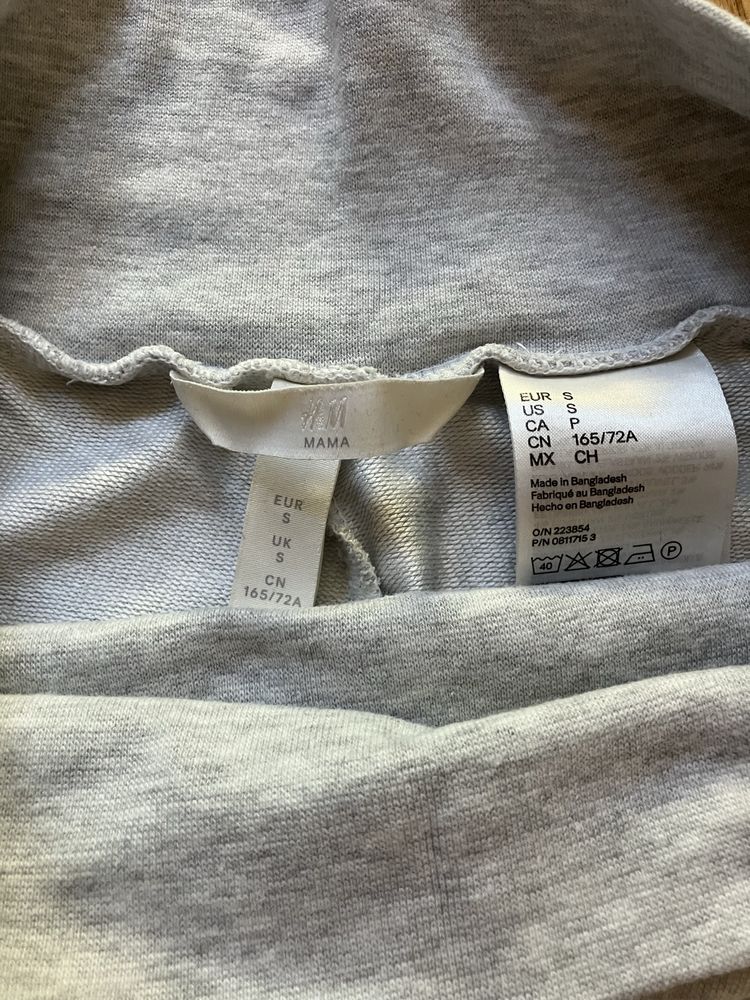 H&M
MAMA
EUR
S
UK
S
CN
165/72A
EUR S
US S
CA P
CN 165/72A
MX CH
Made in Bangladesh
Fabriqué au Bangladesh
Hecho en Bangladesh
O/N 223854
P/N 0811715 3
40
P